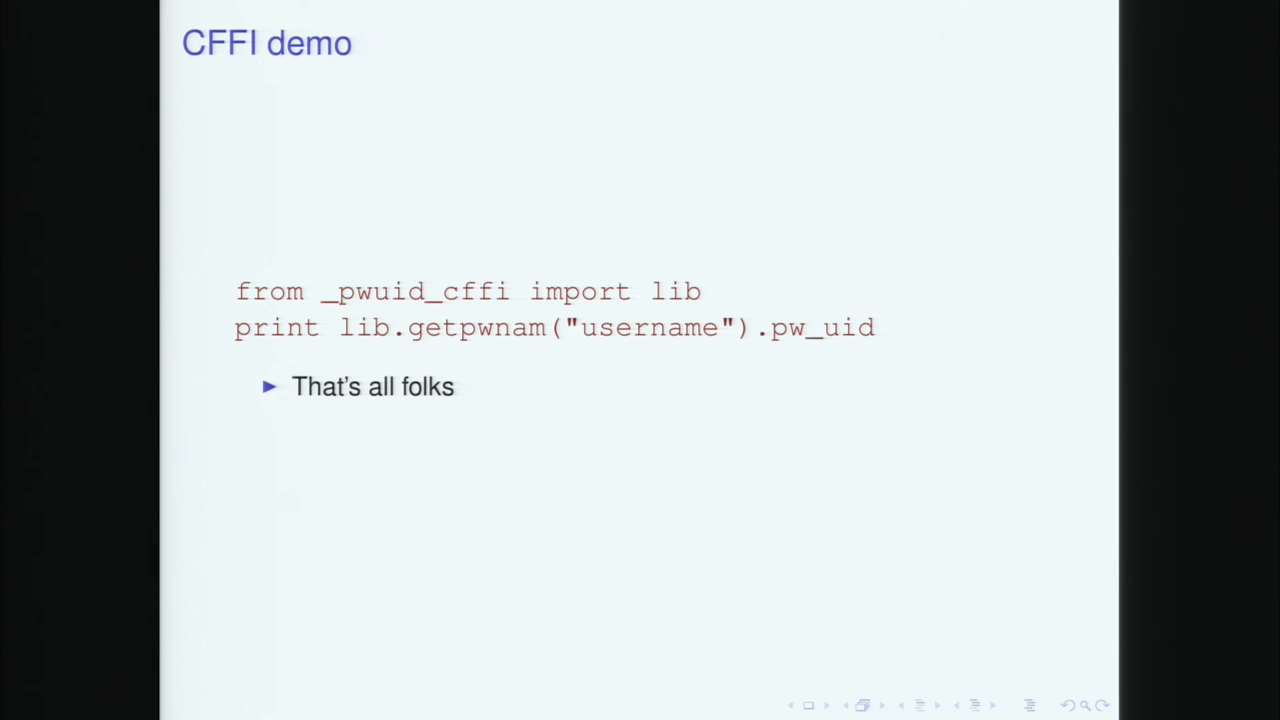 CFFI demo
from _pwuid_cffi import lib
print lib.getpwnam("username").pw_uid
That's all folks